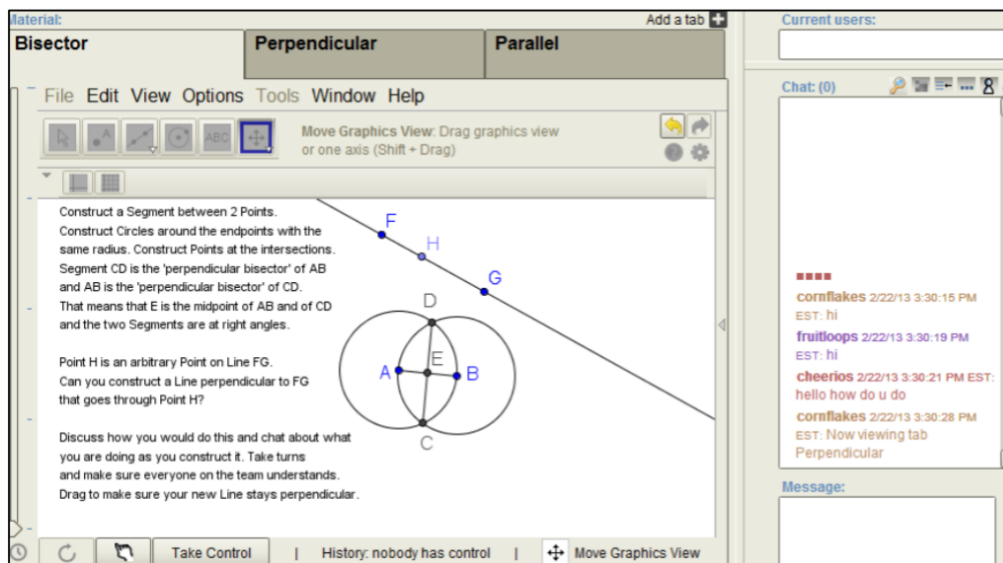 Material:
Add a tab
Bisector
Perpendicular
Parallel
File Edit View Options Tools Window Help
ABC
Move Graphics View: Drag graphics view
or one axis (Shift + Drag)
Construct a Segment between 2 Points.
Construct Circles around the endpoints with the
same radius. Construct Points at the intersections.
Segment CD is the 'perpendicular bisector' of AB
and AB is the 'perpendicular bisector' of CD.
That means that E is the midpoint of AB and of CD
and the two Segments are at right angles.
Point H is an arbitrary Point on Line FG.
Can you construct a Line perpendicular to FG
that goes through Point H?
Discuss how you would do this and chat about what
you are doing as you construct it. Take turns
and make sure everyone on the team understands.
Drag to make sure your new Line stays perpendicular.
F
H
G
D
A
E
B
C
Take Control | History: nobody has control | Move Graphics View
Current users:
Chat: (0)
cornflakes 2/22/13 3:30:15 PM
EST: hi
fruitloops 2/22/13 3:30:19 PM
EST: hi
cheerios 2/22/13 3:30:21 PM EST:
hello how do u do
cornflakes 2/22/13 3:30:28 PM
EST: Now viewing tab
Perpendicular
Message: